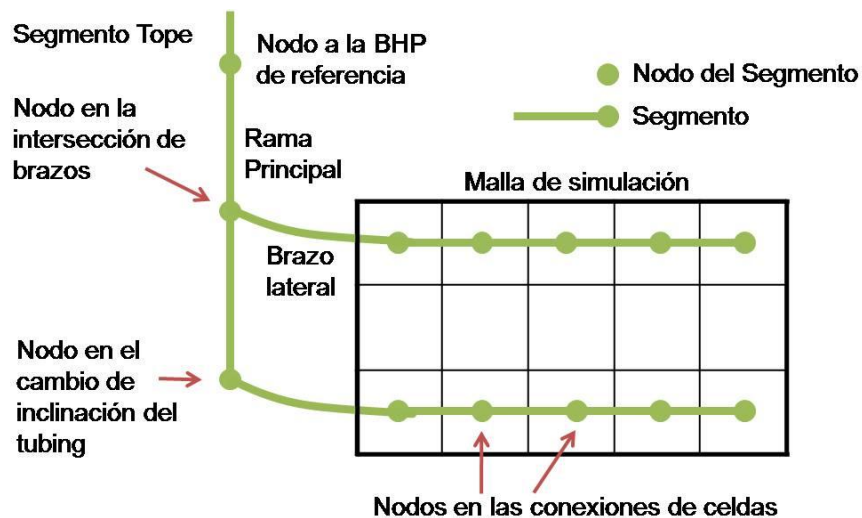 Segmento Tope
Nodo a la BHP
de referencia
Nodo del Segmento
Segmento
Nodo en la
intersección de
brazos
Rama
Principal
Malla de simulación
Brazo
lateral
Nodo en el
cambio de
inclinación del
tubing
Nodos en las conexiones de celdas